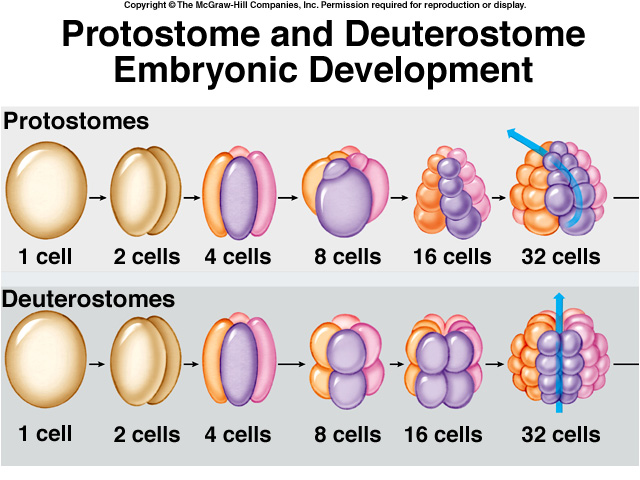 Copyright © The McGraw-Hill Companies, Inc. Permission required for reproduction or display.
Protostome and Deuterostome
Embryonic Development
Protostomes
1 cell 2 cells 4 cells 8 cells 16 cells 32 cells
Deuterostomes
1 cell 2 cells 4 cells 8 cells 16 cells 32 cells